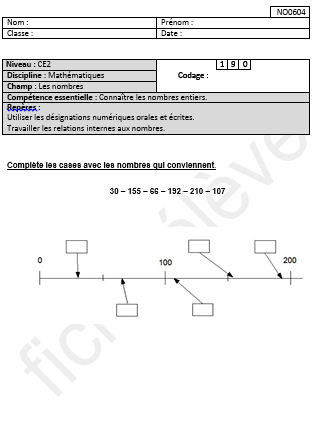 NO0604
Nom : Prénom :
Classe : Date :
Niveau : CE2 1 9 0
Discipline : Mathématiques Codage :
Champ : Les nombres
Compétence essentielle : Connaître les nombres entiers.
Repères :
Utiliser les désignations numériques orales et écrites.
Travailler les relations internes aux nombres.
Complète les cases avec les nombres qui conviennent.
30 – 155 – 66 – 192 – 210 – 107
0 100 200
fichier élève